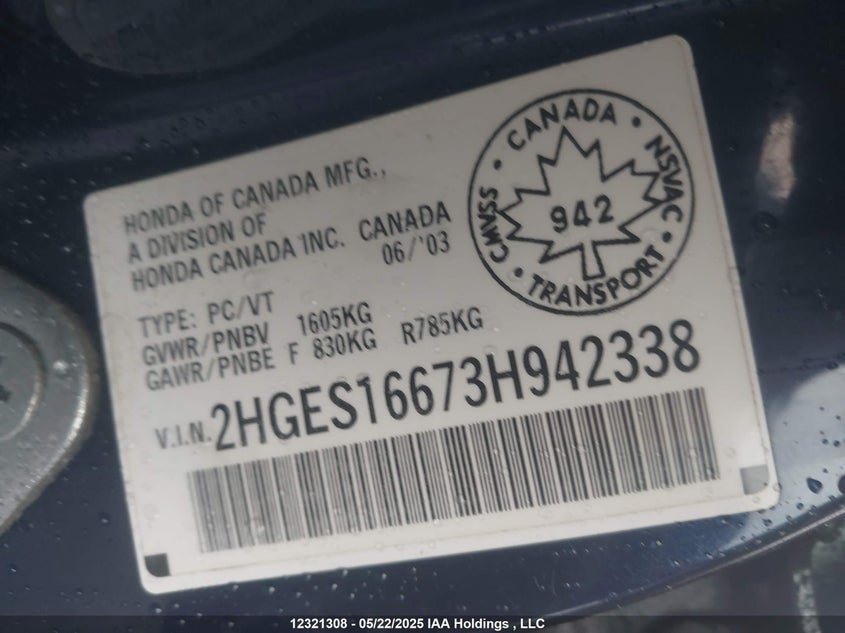 HONDA OF CANADA MFG.,
A DIVISION OF
HONDA CANADA INC. CANADA
06/'03
TYPE: PC/VT
GVWR/PNBV 1605KG
GAWR/PNBE F 830KG R785KG
V.I.N. 2HGES16673H942338
• CANADA •
NSVAC
• TRANSPORT •
CMVSS
942
12321308 - 05/22/2025 IAA Holdings , LLC